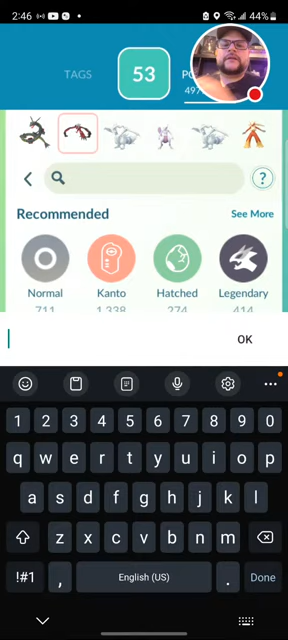 2:46
44%
TAGS
53
PO
497
?
Recommended
See More
Normal
Kanto
Hatched
Legendary
711
1,338
274
414
OK
1 2 3 4 5 6 7 8 9 0
q w e r t y u i o p
a s d f g h j k l
z x c v b n m
!#1 , English (US) . Done